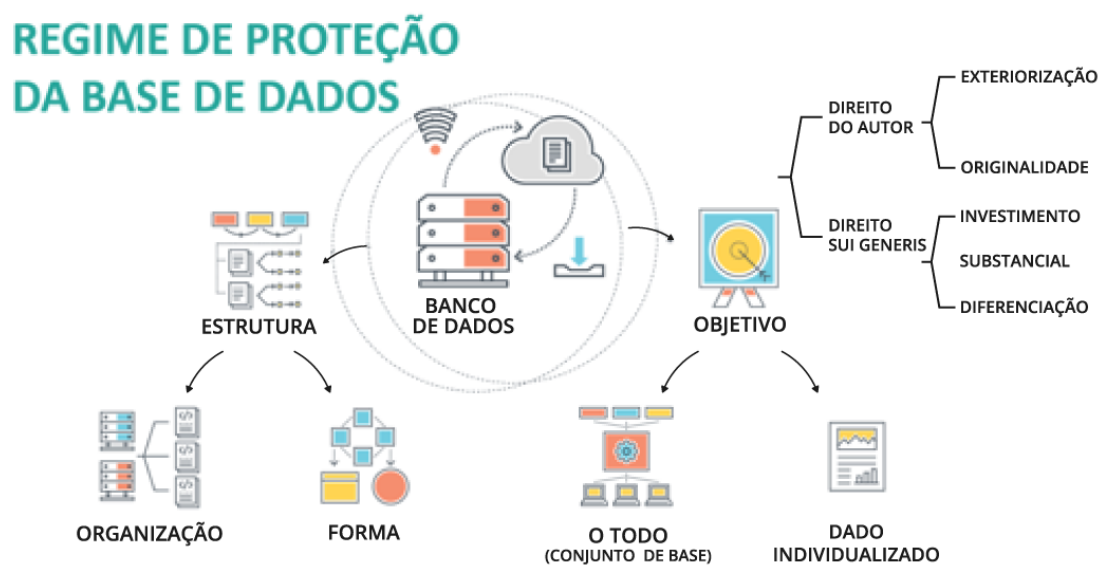 REGIME DE PROTEÇÃO
DA BASE DE DADOS
EXTERIORIZAÇÃO
DIREITO
DO AUTOR
ORIGINALIDADE
DIREITO
SUI GENERIS
INVESTIMENTO
SUBSTANCIAL
DIFERENCIAÇÃO
ESTRUTURA
BANCO
DE DADOS
OBJETIVO
ORGANIZAÇÃO
FORMA
O TODO
(CONJUNTO DE BASE)
DADO
INDIVIDUALIZADO